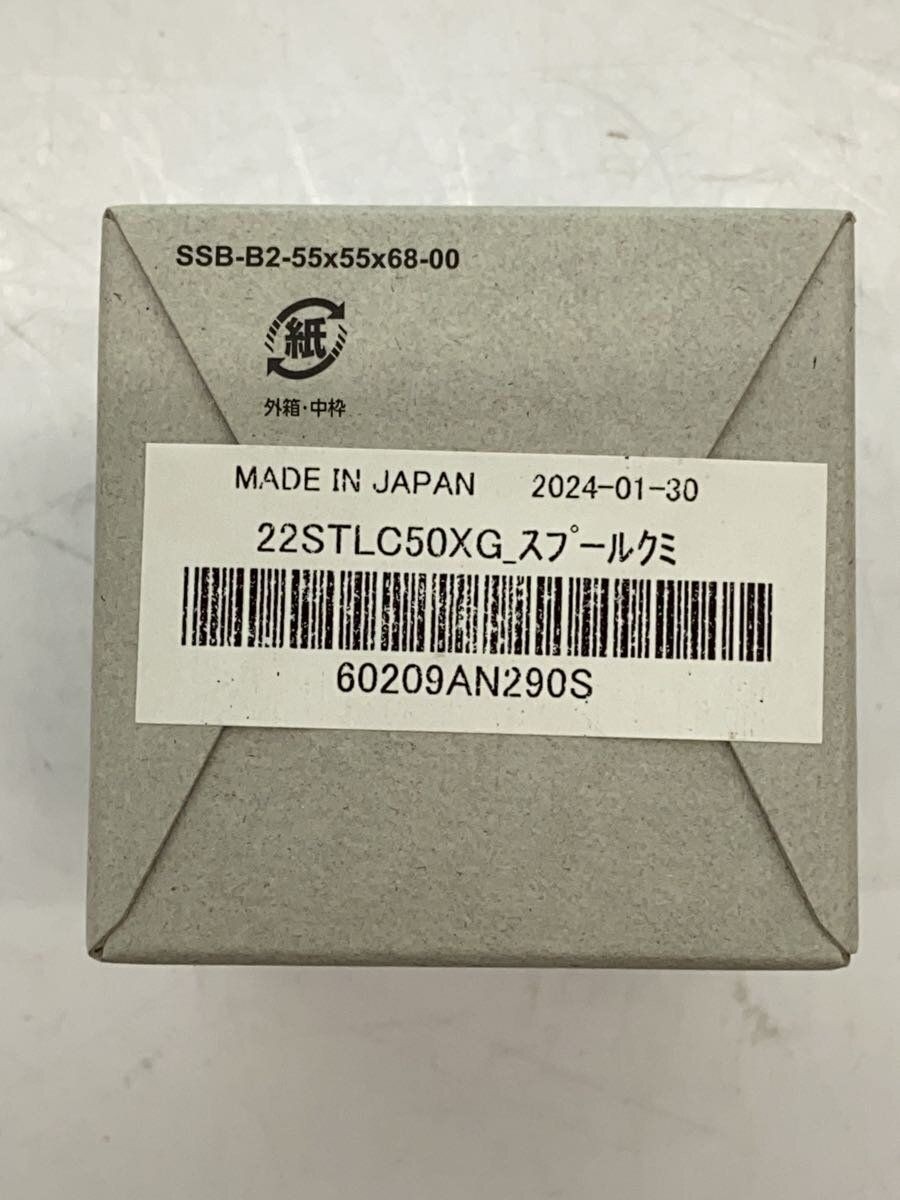 SSB-B2-55x55x68-00
紙
外箱・中枠
MADE IN JAPAN 2024-01-30
22STLC50XG_スプールクミ
60209AN290S